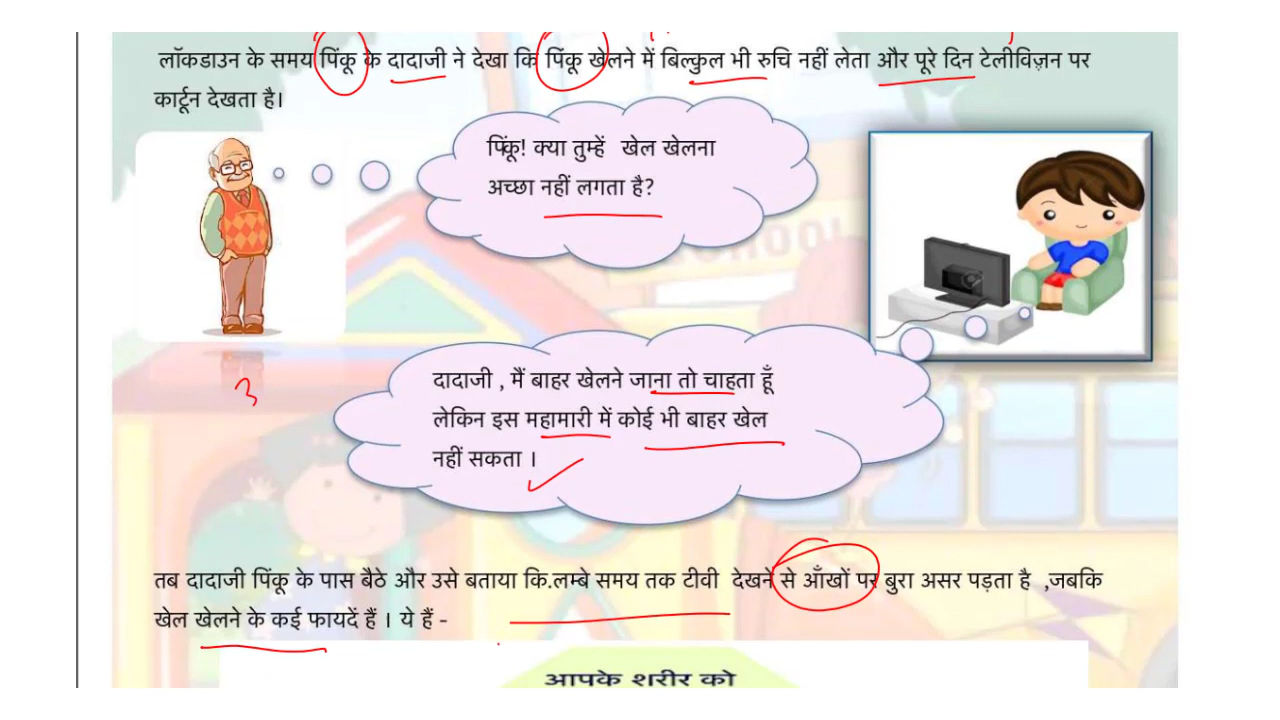 लॉकडाउन के समय पिंकू के दादाजी ने देखा कि पिंकू खेलने में बिल्कुल भी रुचि नहीं लेता और पूरे दिन टेलीविज़न पर
कार्टून देखता है।
पिंकू! क्या तुम्हें खेल खेलना
अच्छा नहीं लगता है?
दादाजी , मैं बाहर खेलने जाना तो चाहता हूँ
लेकिन इस महामारी में कोई भी बाहर खेल
नहीं सकता ।
तब दादाजी पिंकू के पास बैठे और उसे बताया कि.लम्बे समय तक टीवी देखने से आँखों पर बुरा असर पड़ता है ,जबकि
खेल खेलने के कई फायदें हैं । ये हैं -
आपके शरीर को